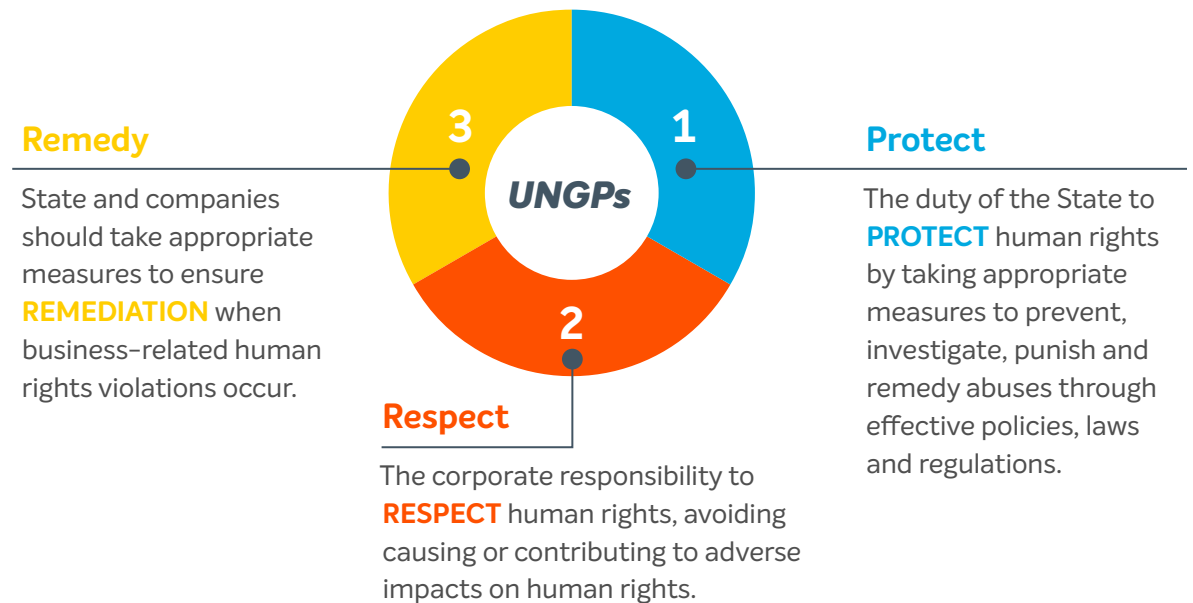 3
1
UNGPs
2
Remedy
State and companies
should take appropriate
measures to ensure
REMEDIATION when
business-related human
rights violations occur.
Protect
The duty of the State to
PROTECT human rights
by taking appropriate
measures to prevent,
investigate, punish and
remedy abuses through
effective policies, laws
and regulations.
Respect
The corporate responsibility to
RESPECT human rights, avoiding
causing or contributing to adverse
impacts on human rights.